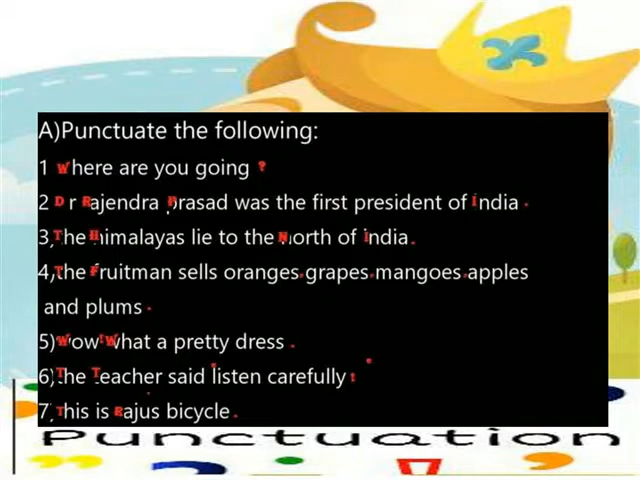 A)Punctuate the following:
1 Where are you going ?
2 Dr Rajendra Prasad was the first president of India .
3, The Himalayas lie to the North of India.
4, The Fruitman sells oranges,grapes,mangoes,apples
and plums .
5) Wow! What a pretty dress .
6) The Teacher said listen carefully!
7, This is Rajus bicycle.
Punctuation